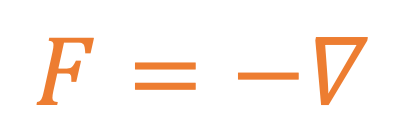 F = −∇